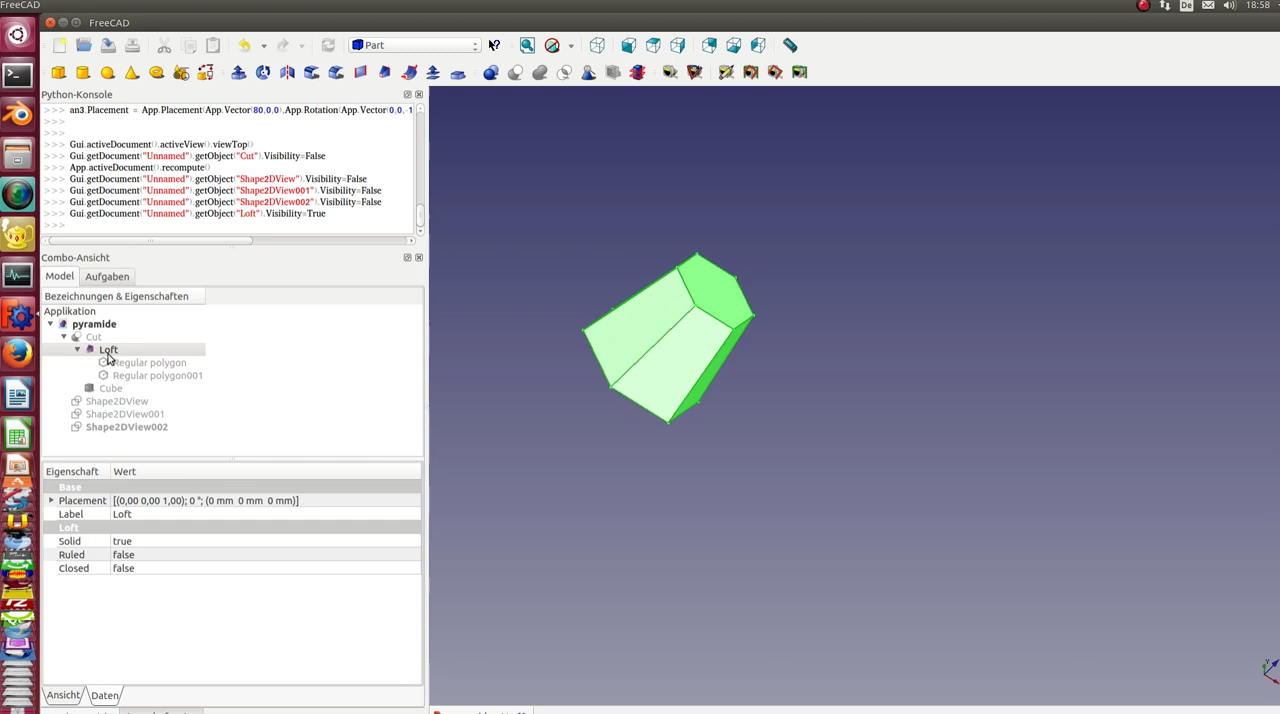 FreeCAD
De
18:58
FreeCAD
Part
Python-Konsole
>>> an3.Placement = App.Placement(App.Vector(80,0,0),App.Rotation(App.Vector(0,0,-1
>>>
>>>
>>> Gui.activeDocument().activeView().viewTop()
>>> Gui.getDocument("Unnamed").getObject("Cut").Visibility=False
>>> App.activeDocument().recompute()
>>> Gui.getDocument("Unnamed").getObject("Shape2DView").Visibility=False
>>> Gui.getDocument("Unnamed").getObject("Shape2DView001").Visibility=False
>>> Gui.getDocument("Unnamed").getObject("Shape2DView002").Visibility=False
>>> Gui.getDocument("Unnamed").getObject("Loft").Visibility=True
>>>
Combo-Ansicht
Model Aufgaben
Bezeichnungen & Eigenschaften
Applikation
pyramide
Cut
Loft
Regular polygon
Regular polygon001
Cube
Shape2DView
Shape2DView001
Shape2DView002
Eigenschaft Wert
Base
Placement [(0,00 0,00 1,00); 0 °; (0 mm 0 mm 0 mm)]
Label Loft
Loft
Solid true
Ruled false
Closed false
Ansicht Daten